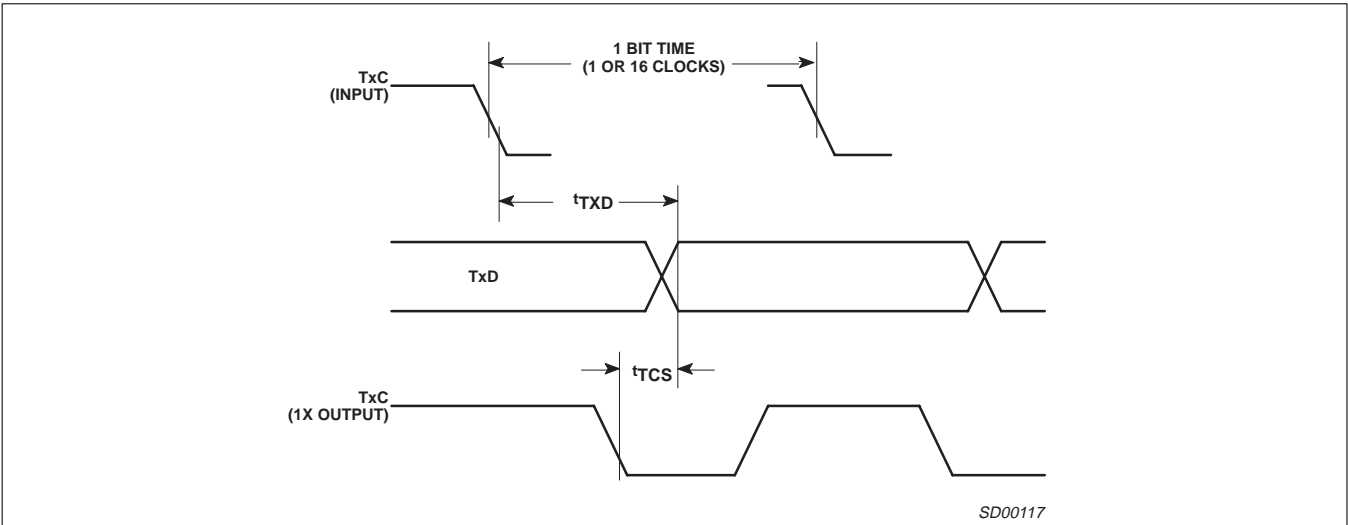 1 BIT TIME
(1 OR 16 CLOCKS)
TxC
(INPUT)
tTXD
TxD
tTCS
TxC
(1X OUTPUT)
SD00117